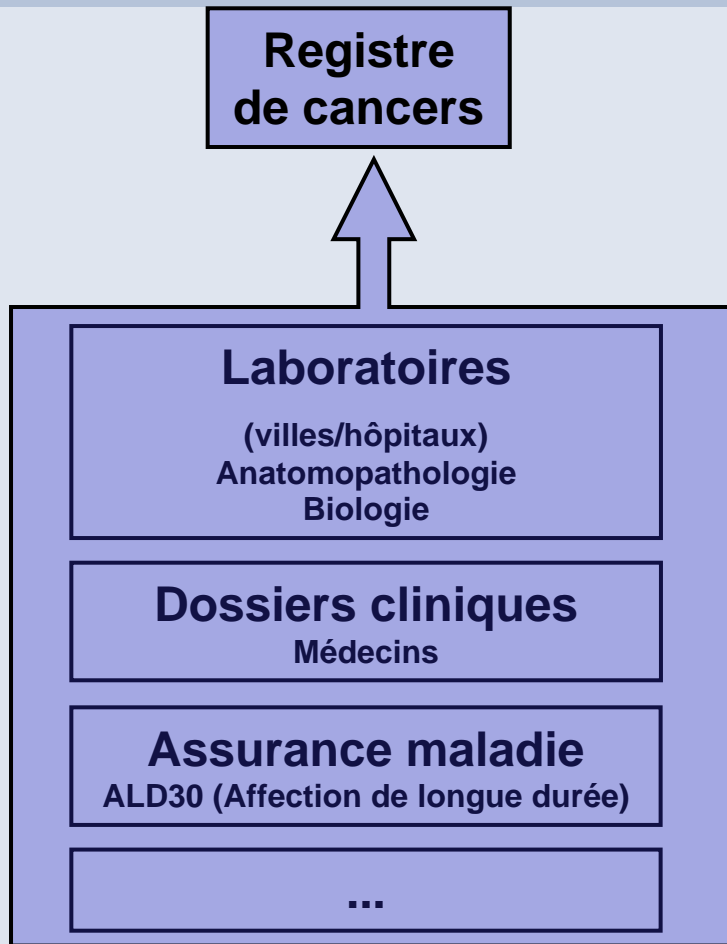 Registre
de cancers
Laboratoires
(villes/hôpitaux)
Anatomopathologie
Biologie
Dossiers cliniques
Médecins
Assurance maladie
ALD30 (Affection de longue durée)
...